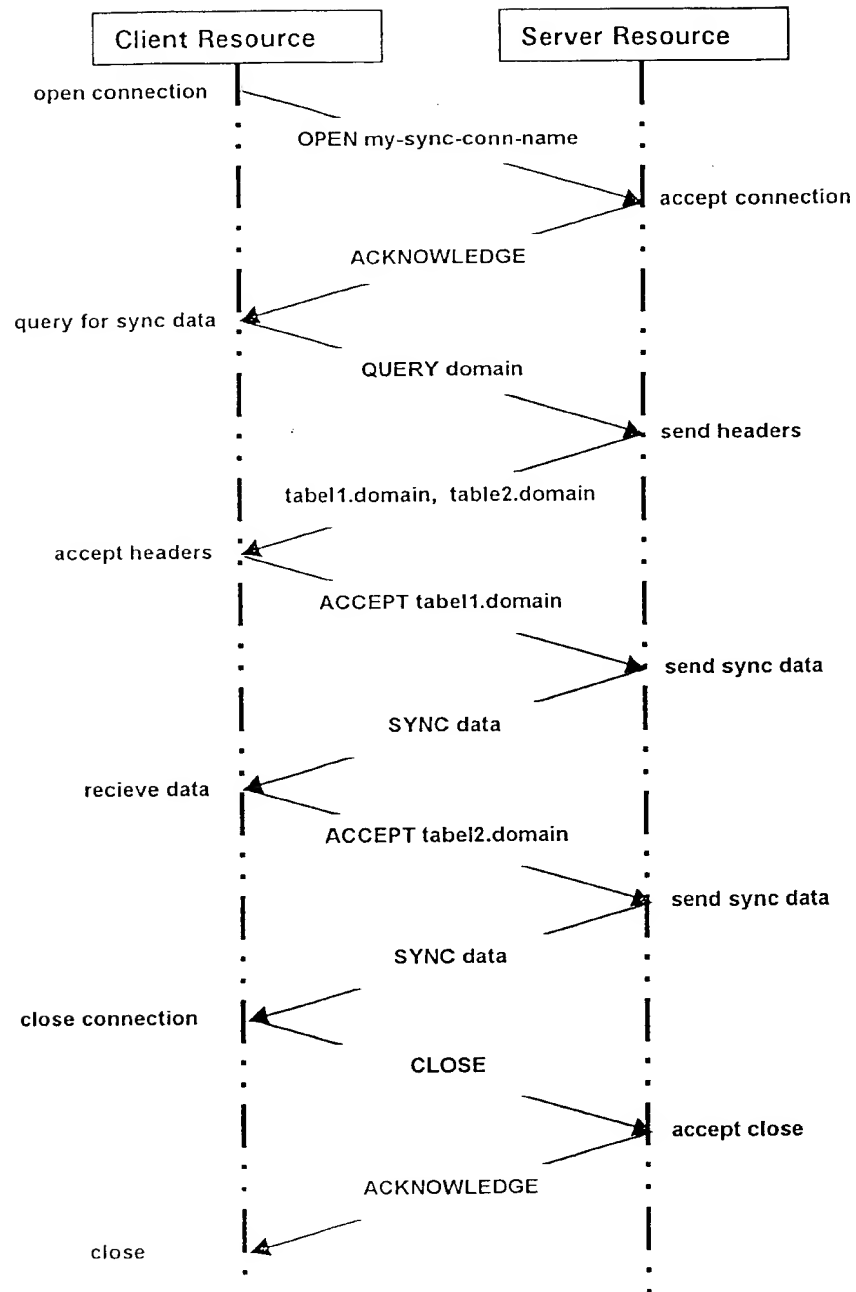 Client Resource
Server Resource
open connection
OPEN my-sync-conn-name
accept connection
ACKNOWLEDGE
query for sync data
QUERY domain
send headers
tabel1.domain, table2.domain
accept headers
ACCEPT tabel1.domain
send sync data
SYNC data
recieve data
ACCEPT tabel2.domain
send sync data
SYNC data
close connection
CLOSE
accept close
ACKNOWLEDGE
close